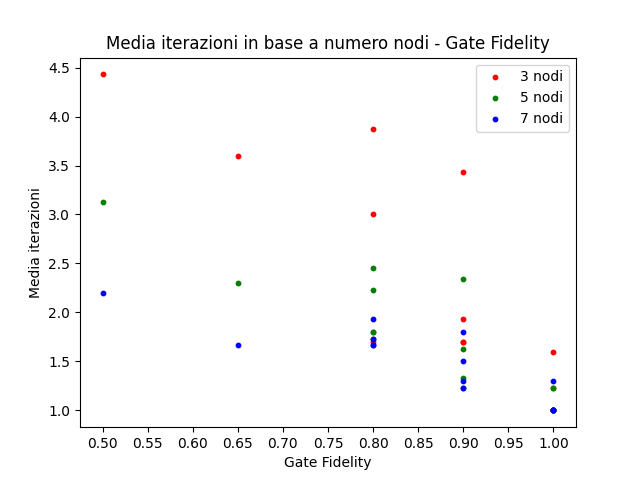 Media iterazioni in base a numero nodi - Gate Fidelity
4.5
4.0
3.5
3.0
2.5
2.0
1.5
1.0
Media iterazioni
3 nodi
5 nodi
7 nodi
0.50 0.55 0.60 0.65 0.70 0.75 0.80 0.85 0.90 0.95 1.00
Gate Fidelity